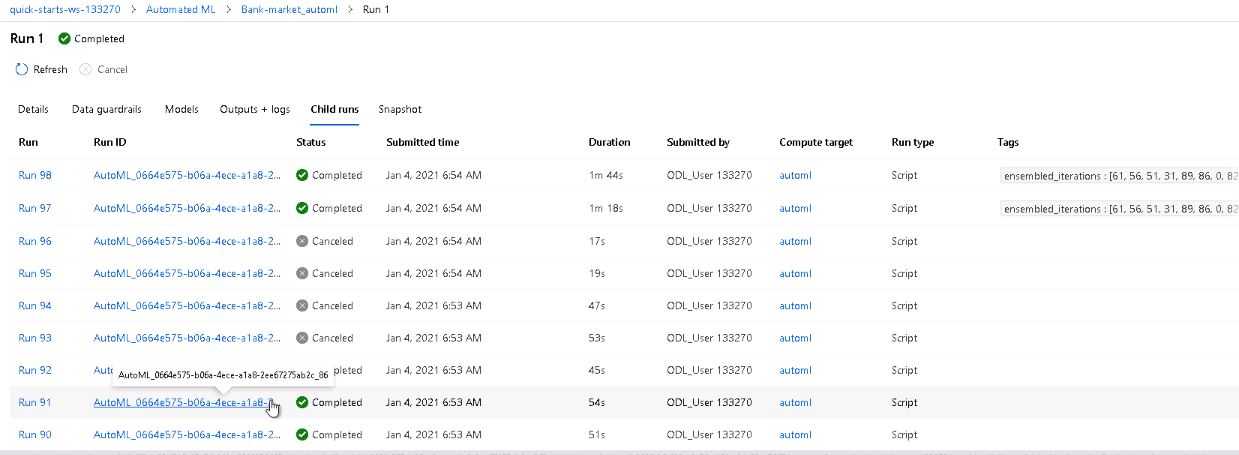 quick-starts-ws-133270 > Automated ML > Bank-market_automl > Run 1
Run 1 Completed
Refresh Cancel
Details Data guardrails Models Outputs + logs Child runs Snapshot
Run Run ID Status Submitted time Duration Submitted by Compute target Run type Tags
Run 98 AutoML_0664e575-b06a-4ece-a1a8-2... Completed Jan 4, 2021 6:54 AM 1m 44s ODL_User 133270 automl Script ensembled_iterations : [61, 56, 51, 31, 89, 86, 0, 82
Run 97 AutoML_0664e575-b06a-4ece-a1a8-2... Completed Jan 4, 2021 6:54 AM 1m 18s ODL_User 133270 automl Script ensembled_iterations : [61, 56, 51, 31, 89, 86, 0, 82
Run 96 AutoML_0664e575-b06a-4ece-a1a8-2... Canceled Jan 4, 2021 6:54 AM 17s ODL_User 133270 automl Script
Run 95 AutoML_0664e575-b06a-4ece-a1a8-2... Canceled Jan 4, 2021 6:54 AM 19s ODL_User 133270 automl Script
Run 94 AutoML_0664e575-b06a-4ece-a1a8-2... Canceled Jan 4, 2021 6:53 AM 47s ODL_User 133270 automl Script
Run 93 AutoML_0664e575-b06a-4ece-a1a8-2... Canceled Jan 4, 2021 6:53 AM 53s ODL_User 133270 automl Script
Run 92 Auto pleted Jan 4, 2021 6:53 AM 45s ODL_User 133270 automl Script
AutoML_0664e575-b06a-4ece-a1a8-2ee67275ab2c_86
Run 91 AutoML_0664e575-b06a-4ece-a1a8-2 Completed Jan 4, 2021 6:53 AM 54s ODL_User 133270 automl Script
Run 90 AutoML_0664e575-b06a-4ece-a1a8-2... Completed Jan 4, 2021 6:53 AM 51s ODL_User 133270 automl Script